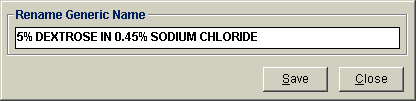 Rename Generic Name
5% DEXTROSE IN 0.45% SODIUM CHLORIDE
Save Close